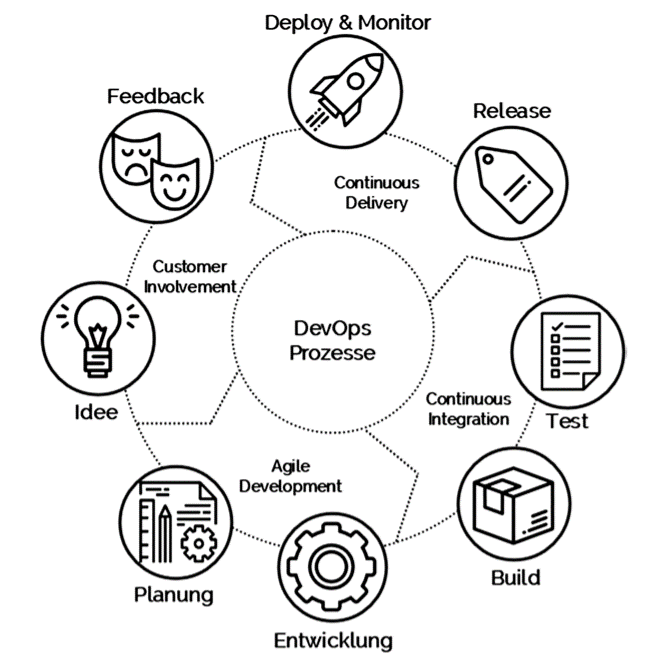 Deploy & Monitor
Feedback
Release
Continuous
Delivery
Customer
Involvement
DevOps
Prozesse
Idee
Continuous
Integration
Test
Agile
Development
Planung
Build
Entwicklung